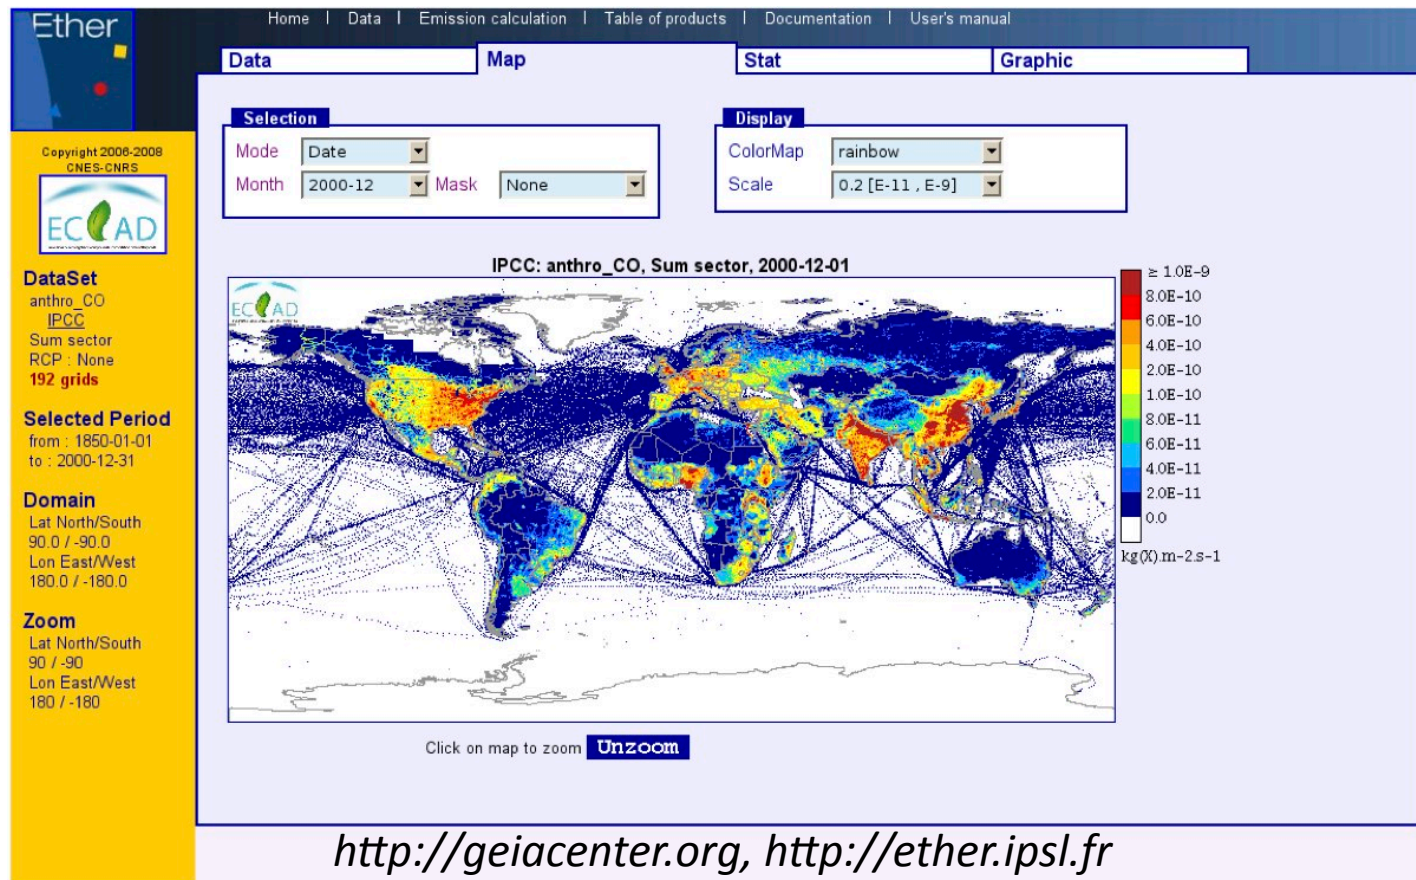 Ether
Home | Data | Emission calculation | Table of products | Documentation | User's manual
Data Map Stat Graphic
Selection
Mode Date
Month 2000-12 Mask None
Display
ColorMap rainbow
Scale 0.2 [E-11 , E-9]
Copyright 2006-2008
CNES-CNRS
ECCAD
DataSet
anthro_CO
IPCC
Sum sector
RCP : None
192 grids
Selected Period
from : 1850-01-01
to : 2000-12-31
Domain
Lat North/South
90.0 / -90.0
Lon East/West
180.0 / -180.0
Zoom
Lat North/South
90 / -90
Lon East/West
180 / -180
IPCC: anthro_CO, Sum sector, 2000-12-01
ECCAD
≥ 1.0E-9
8.0E-10
6.0E-10
4.0E-10
2.0E-10
1.0E-10
8.0E-11
6.0E-11
4.0E-11
2.0E-11
0.0
kg(X).m-2.s-1
Click on map to zoom Unzoom
http://geiacenter.org, http://ether.ipsl.fr